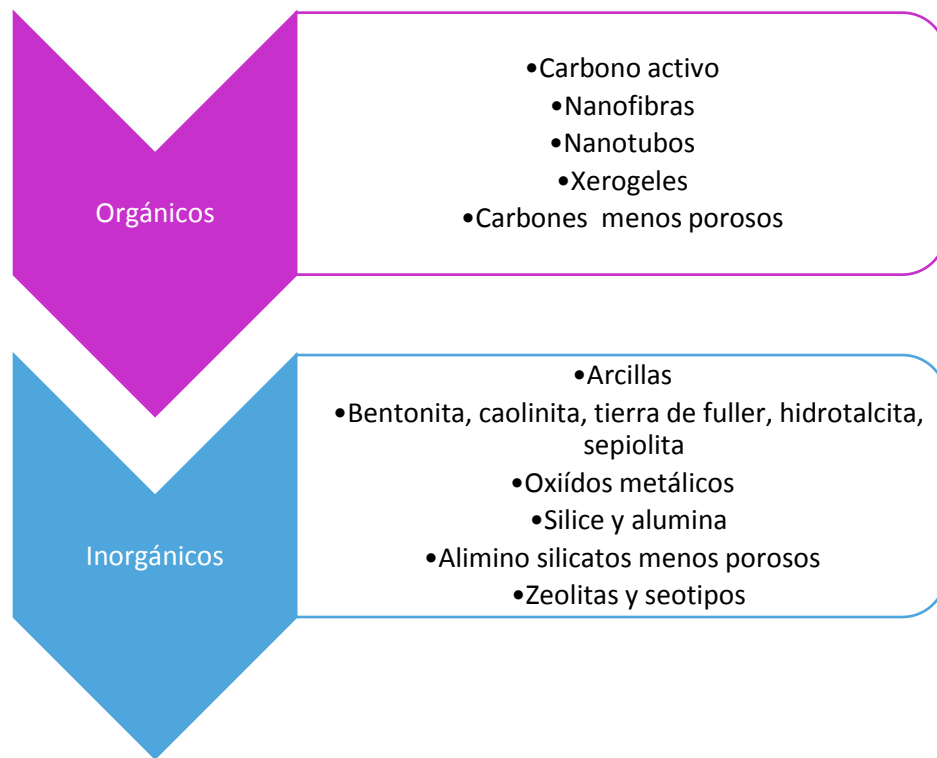 Orgánicos
•Carbono activo
•Nanofibras
•Nanotubos
•Xerogeles
•Carbones  menos porosos
Inorgánicos
•Arcillas
•Bentonita, caolinita, tierra de fuller, hidrotalcita,
sepiolita
•Oxiídos metálicos
•Silice y alumina
•Alimino silicatos menos porosos
•Zeolitas y seotipos